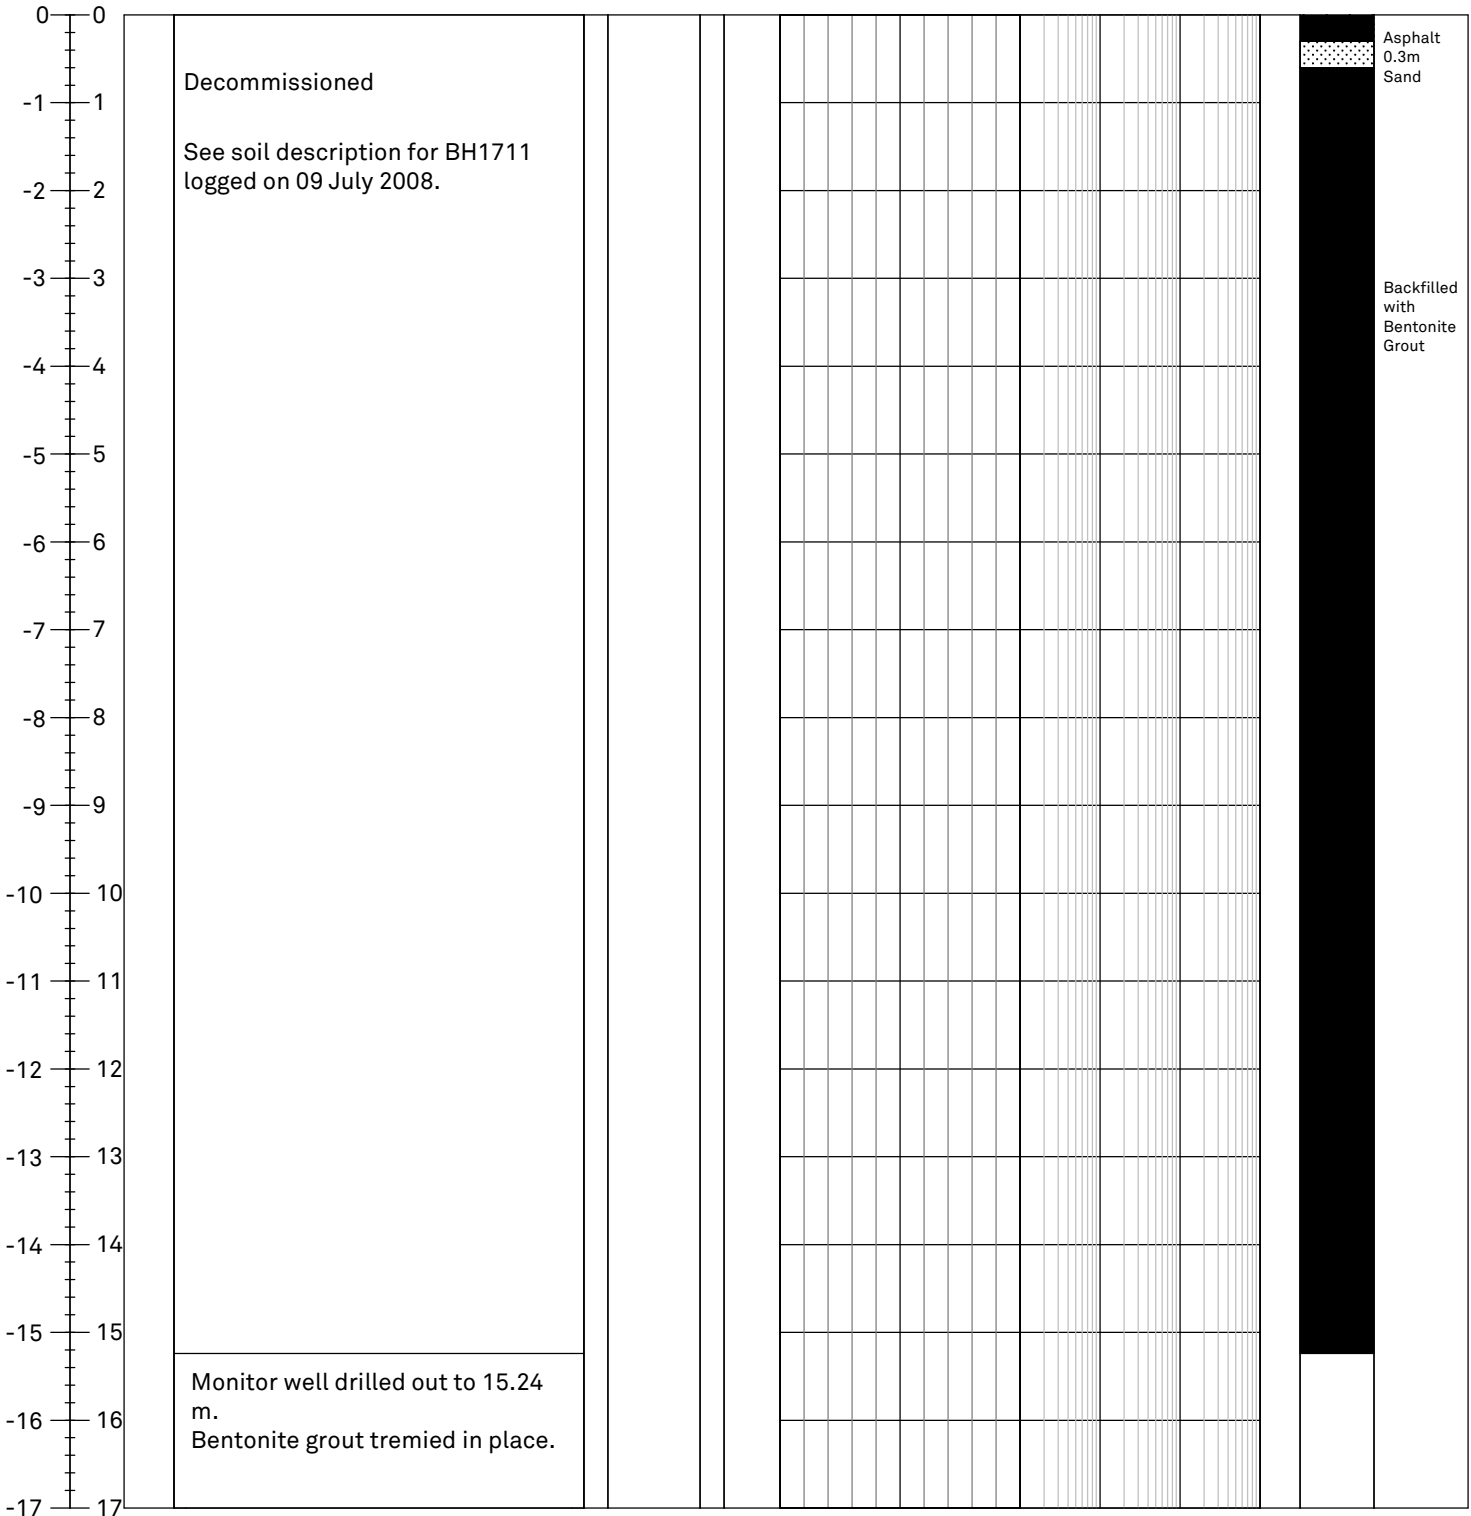 0 0
Asphalt
0.3m
Sand
Decommissioned
-1 1
See soil description for BH1711
logged on 09 July 2008.
-2 2
-3 3
Backfilled
with
Bentonite
Grout
-4 4
-5 5
-6 6
-7 7
-8 8
-9 9
-10 10
-11 11
-12 12
-13 13
-14 14
-15 15
Monitor well drilled out to 15.24
m.
-16 16
Bentonite grout tremied in place.
-17 17